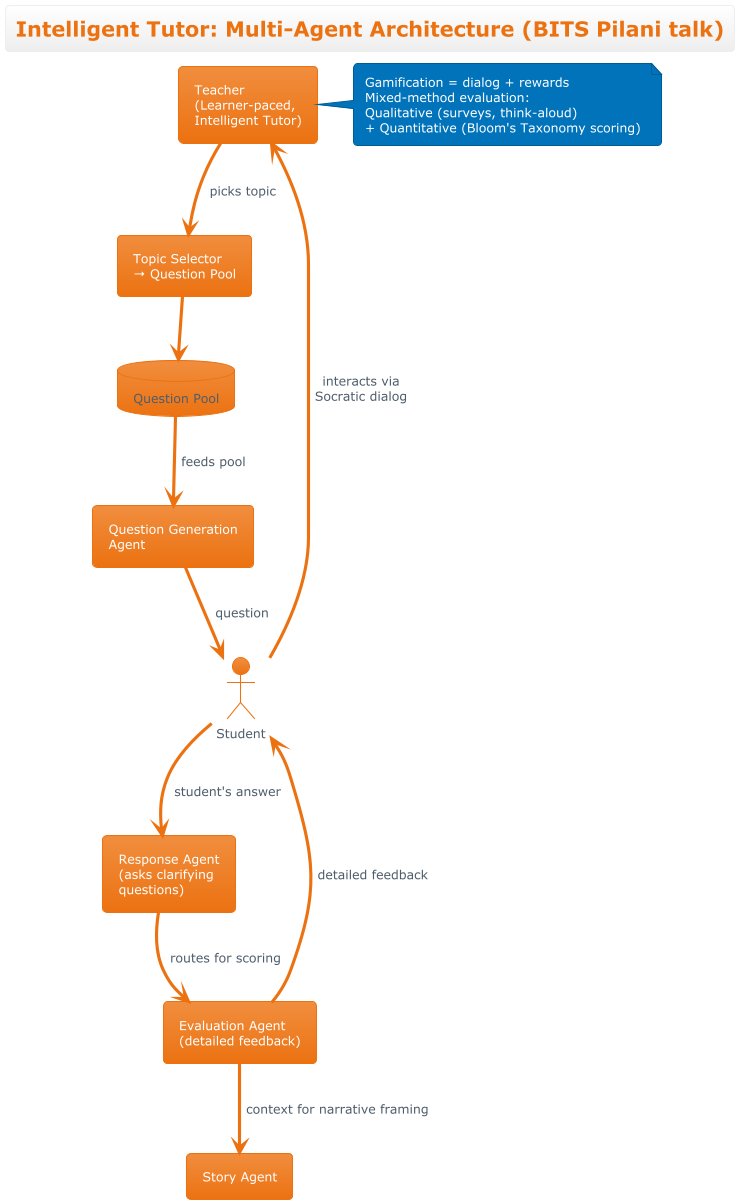 Intelligent Tutor: Multi-Agent Architecture (BITS Pilani talk)
Teacher
(Learner-paced,
Intelligent Tutor)
Gamification = dialog + rewards
Mixed-method evaluation:
Qualitative (surveys, think-aloud)
+ Quantitative (Bloom's Taxonomy scoring)
picks topic
Topic Selector
→ Question Pool
interacts via
Socratic dialog
Question Pool
feeds pool
Question Generation
Agent
question
Student
student's answer
Response Agent
(asks clarifying
questions)
detailed feedback
routes for scoring
Evaluation Agent
(detailed feedback)
context for narrative framing
Story Agent